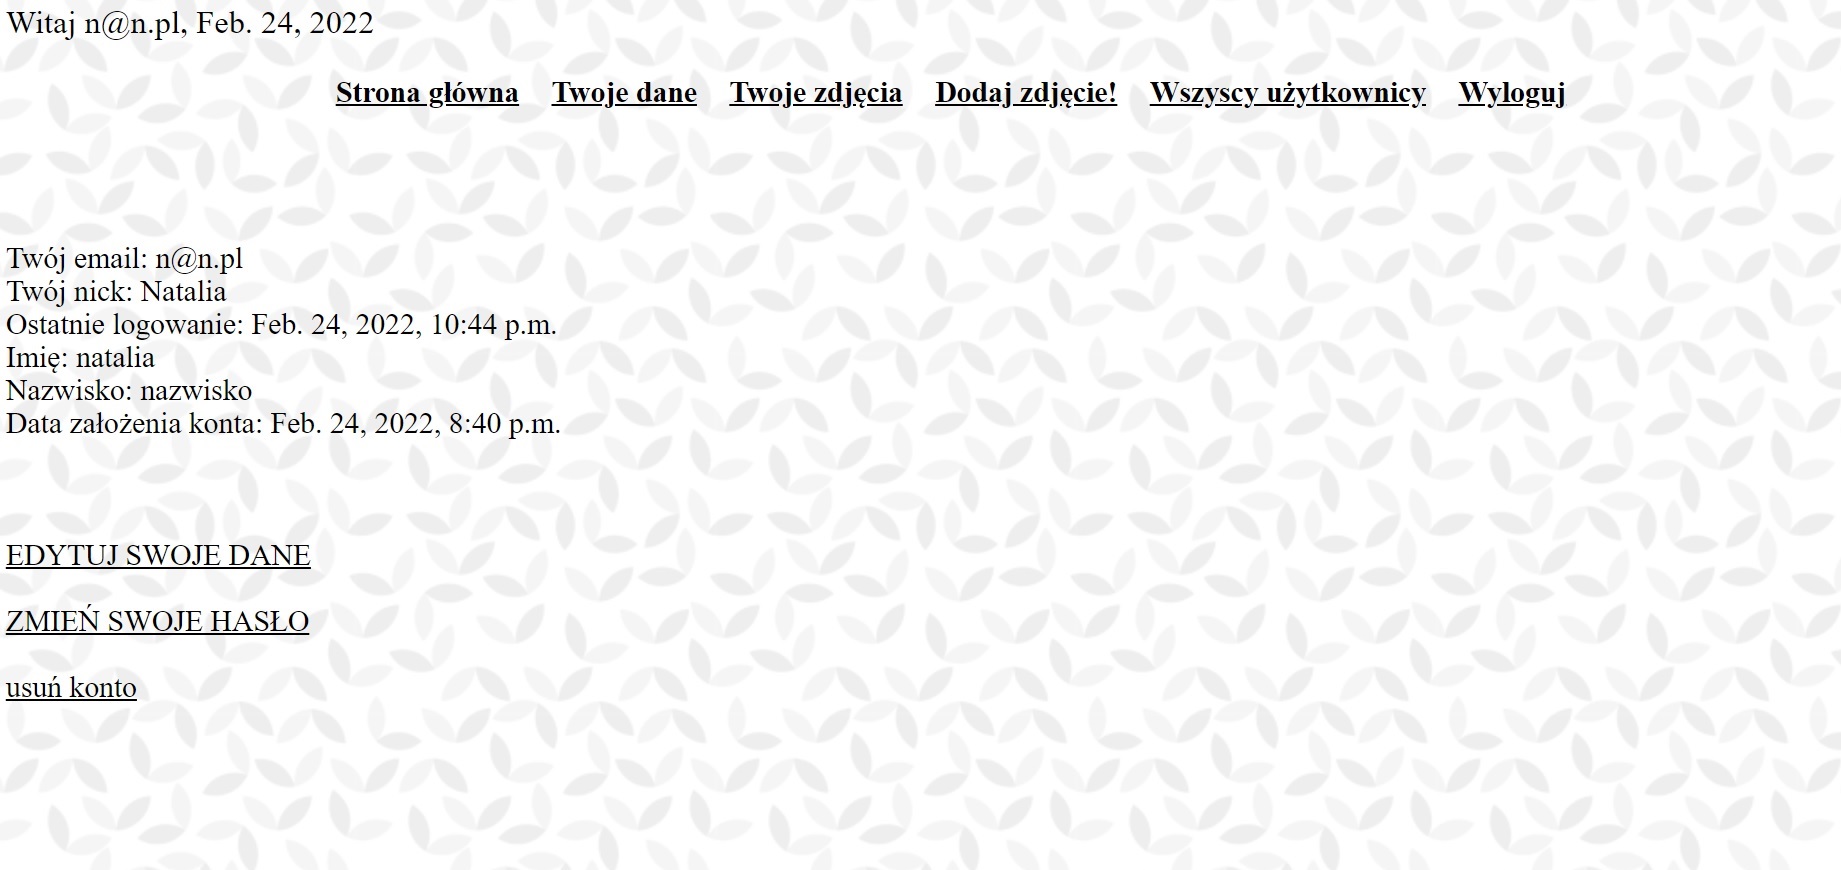 Witaj n@n.pl, Feb. 24, 2022
Strona główna Twoje dane Twoje zdjęcia Dodaj zdjęcie! Wszyscy użytkownicy Wyloguj
Twój email: n@n.pl
Twój nick: Natalia
Ostatnie logowanie: Feb. 24, 2022, 10:44 p.m.
Imię: natalia
Nazwisko: nazwisko
Data założenia konta: Feb. 24, 2022, 8:40 p.m.
EDYTUJ SWOJE DANE
ZMIEŃ SWOJE HASŁO
usuń konto